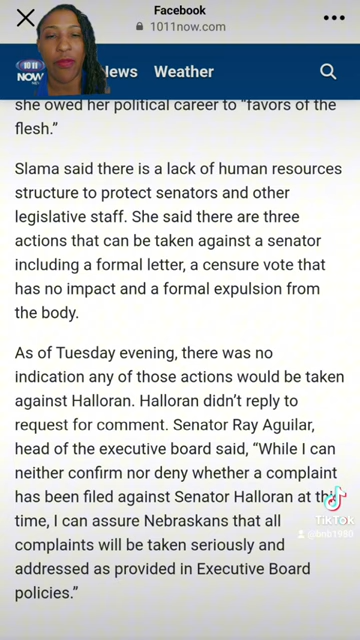 Facebook
1011now.com
10 11
NOW
News Weather
she owed her political career to “favors of the
flesh.”
Slama said there is a lack of human resources
structure to protect senators and other
legislative staff. She said there are three
actions that can be taken against a senator
including a formal letter, a censure vote that
has no impact and a formal expulsion from
the body.
As of Tuesday evening, there was no
indication any of those actions would be taken
against Halloran. Halloran didn’t reply to
request for comment. Senator Ray Aguilar,
head of the executive board said, “While I can
neither confirm nor deny whether a complaint
has been filed against Senator Halloran at this
time, I can assure Nebraskans that all
complaints will be taken seriously and
addressed as provided in Executive Board
policies.”
TikTok